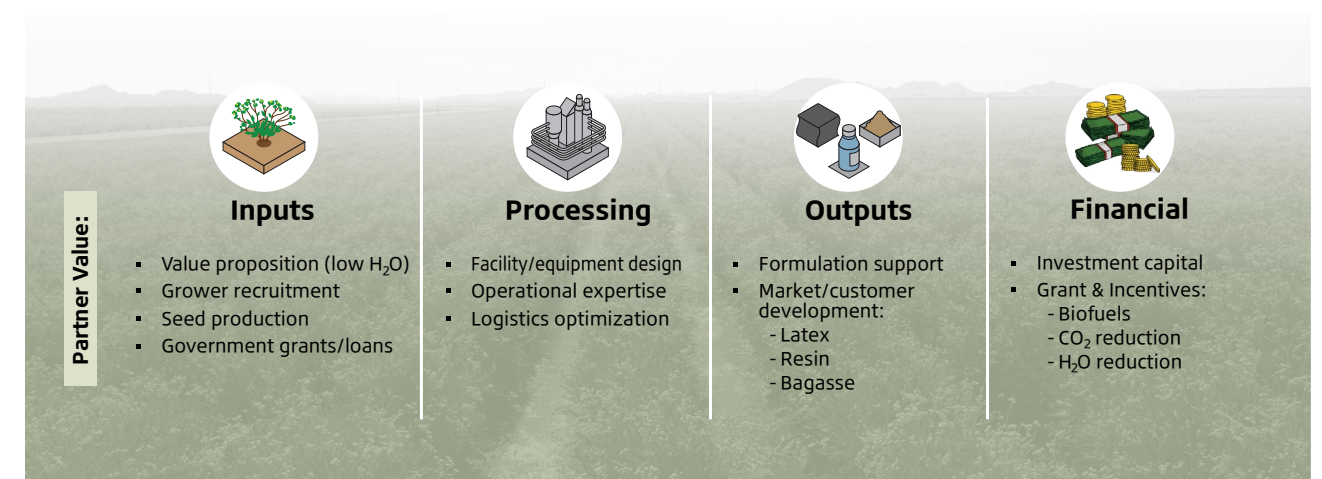 Partner Value:
Inputs
▪ Value proposition (low H₂O)
▪ Grower recruitment
▪ Seed production
▪ Government grants/loans
Processing
▪ Facility/equipment design
▪ Operational expertise
▪ Logistics optimization
Outputs
▪ Formulation support
▪ Market/customer
development:
- Latex
- Resin
- Bagasse
Financial
▪ Investment capital
▪ Grant & Incentives:
- Biofuels
- CO₂ reduction
- H₂O reduction